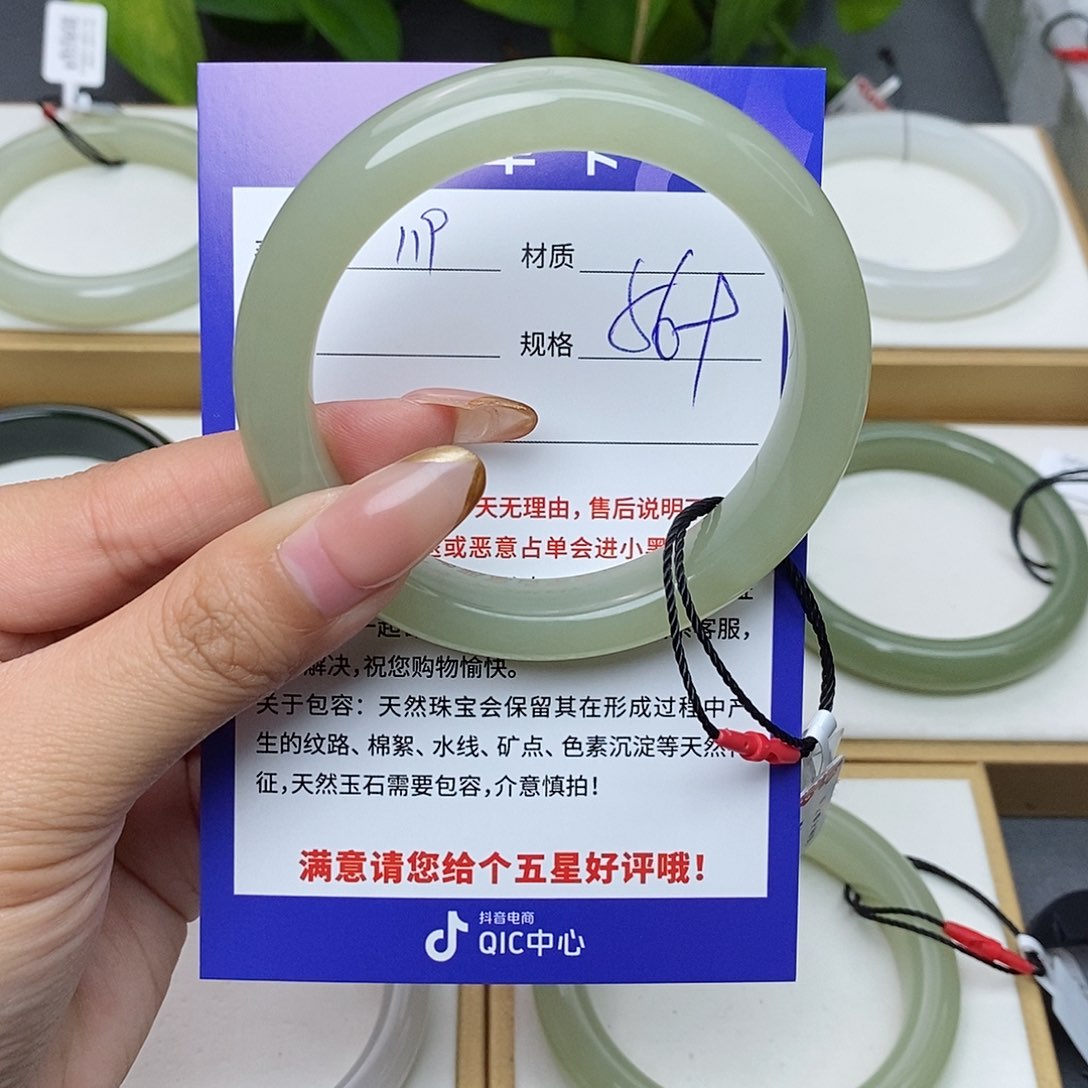 材质
规格
天无理由，售后说明
或恶意占单会进小黑
客服，
解决，祝您购物愉快。
关于包容：天然珠宝会保留其在形成过程中产
生的纹路、棉絮、水线、矿点、色素沉淀等天然
征，天然玉石需要包容，介意慎拍！
满意请您给个五星好评哦！
抖音电商
QIC中心